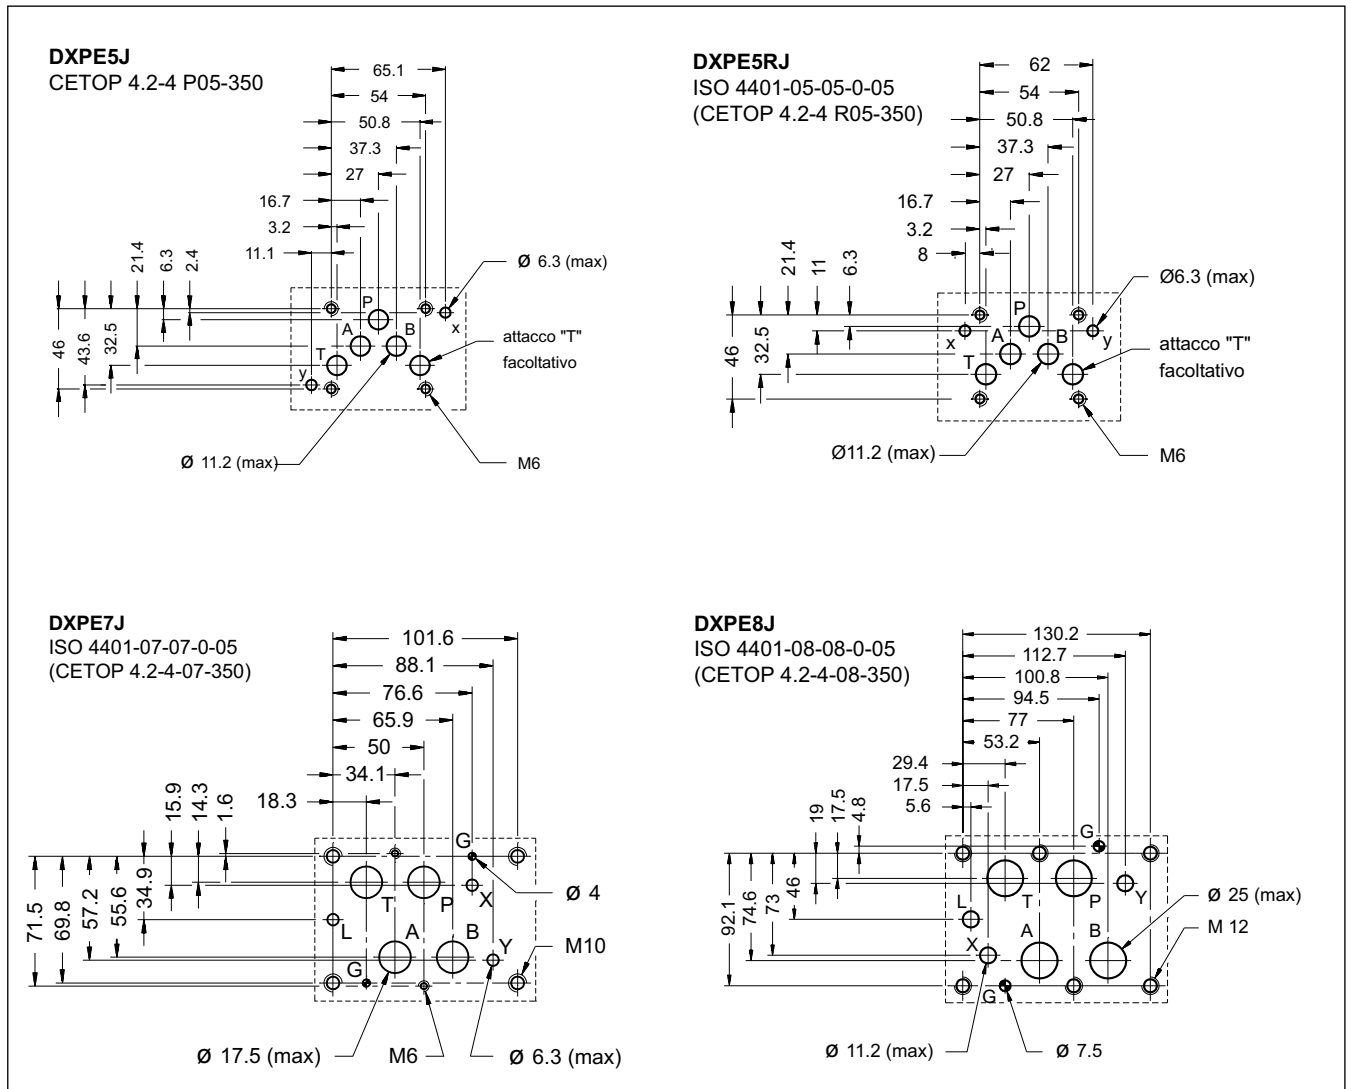 DXPE5J
CETOP 4.2-4 P05-350
65.1
54
50.8
37.3
27
16.7
3.2
11.1
21.4
6.3
2.4
46
43.6
32.5
Ø 6.3 (max)
P
x
A
B
T
y
attacco "T"
facoltativo
Ø 11.2 (max)
M6
DXPE5RJ
ISO 4401-05-05-0-05
(CETOP 4.2-4 R05-350)
62
54
50.8
37.3
27
16.7
3.2
8
21.4
11
6.3
46
32.5
Ø6.3 (max)
P
x
A
B
y
T
attacco "T"
facoltativo
Ø11.2 (max)
M6
DXPE7J
ISO 4401-07-07-0-05
(CETOP 4.2-4-07-350)
101.6
88.1
76.6
65.9
50
34.1
18.3
15.9
14.3
1.6
71.5
69.8
57.2
55.6
34.9
G
T
P
X
Ø 4
L
A
B
Y
M10
G
Ø 17.5 (max)
M6
Ø 6.3 (max)
DXPE8J
ISO 4401-08-08-0-05
(CETOP 4.2-4-08-350)
130.2
112.7
100.8
94.5
77
53.2
29.4
17.5
5.6
19
17.5
4.8
92.1
74.6
73
46
G
T
P
Y
Ø 25 (max)
L
A
B
M 12
X
G
Ø 11.2 (max)
Ø 7.5